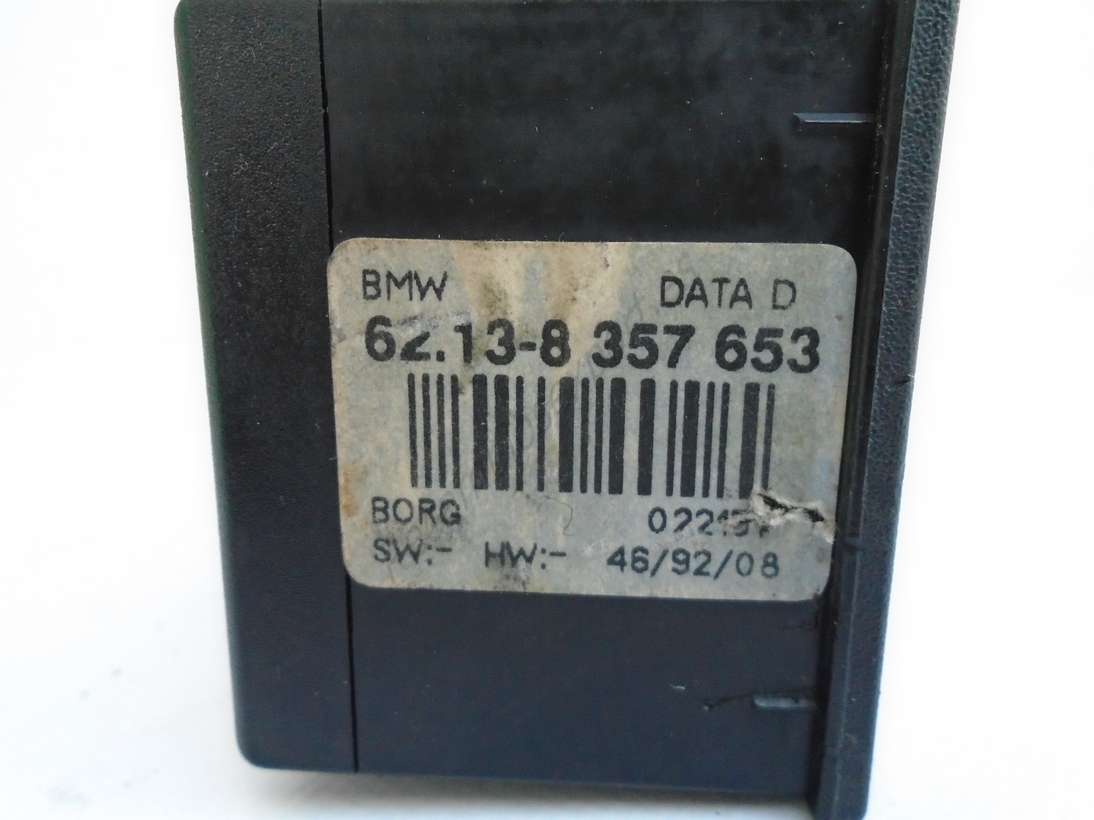 BMW DATA D
62.13-8 357 653
BORG
SW:- HW:- 46/92/08